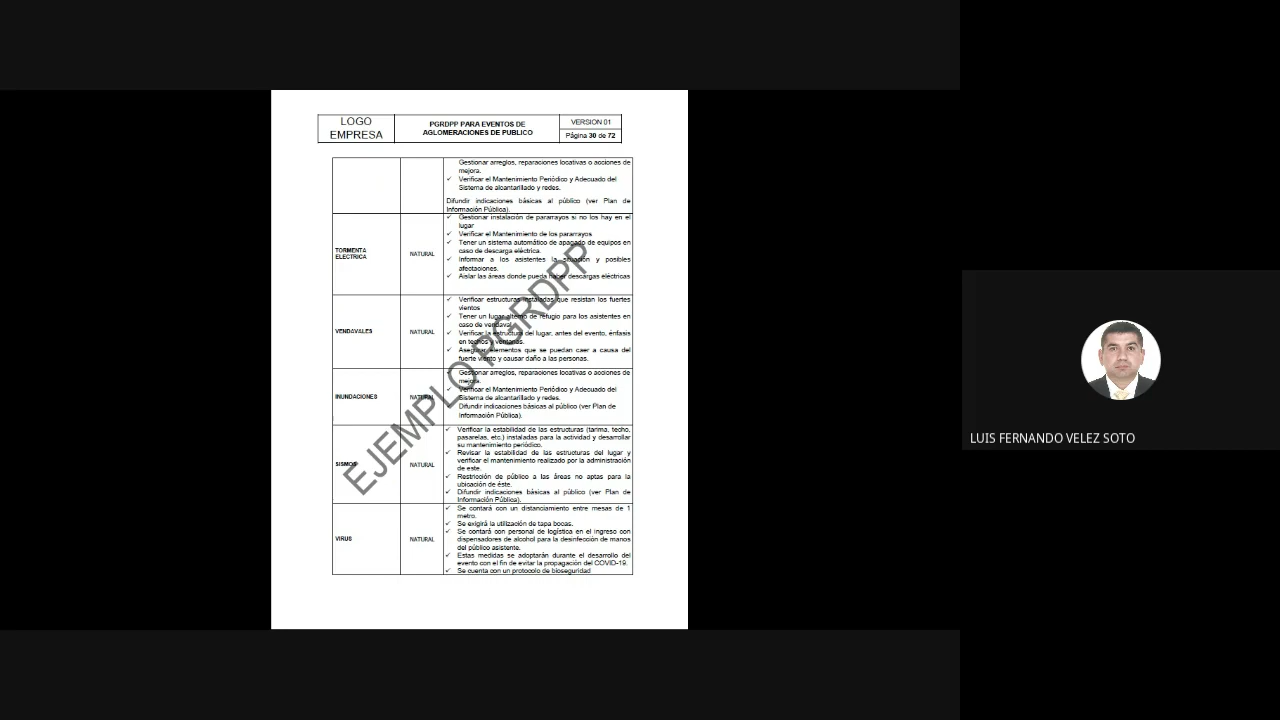 LOGO
EMPRESA
PGRDPP PARA EVENTOS DE
AGLOMERACIONES DE PUBLICO
VERSION 01
Página 30 de 72
Gestionar arreglos, reparaciones locativas o acciones de
mejora.
✓ Verificar el Mantenimiento Periódico y Adecuado del
Sistema de alcantarillado y redes.
Difundir indicaciones básicas al público (ver Plan de
Información Pública).
TORMENTA
ELECTRICA
NATURAL
✓ Gestionar instalación de pararrayos si no los hay en el
lugar
✓ Verificar el Mantenimiento de los pararrayos
✓ Tener un sistema automático de apagado de equipos en
caso de descarga eléctrica.
✓ Informar a los asistentes la situación y posibles
afectaciones.
✓ Aislar las áreas donde pueda haber descargas eléctricas
VENDAVALES
NATURAL
✓ Verificar estructuras instaladas que resistan los fuertes
vientos
✓ Tener un lugar alterno de refugio para los asistentes en
caso de vendaval
✓ Verificar la estructura del lugar, antes del evento, énfasis
en techos y ventanas.
✓ Asegurar elementos que se puedan caer a causa del
fuerte viento y causar daño a las personas.
INUNDACIONES
NATURAL
✓ Gestionar arreglos, reparaciones locativas o acciones de
mejora.
✓ Verificar el Mantenimiento Periódico y Adecuado del
Sistema de alcantarillado y redes.
✓ Difundir indicaciones básicas al público (ver Plan de
Información Pública).
SISMOS
NATURAL
✓ Verificar la estabilidad de las estructuras (tarima, techo,
pasarelas, etc.) instaladas para la actividad y desarrollar
su mantenimiento periódico.
✓ Revisar la estabilidad de las estructuras del lugar y
verificar el mantenimiento realizado por la administración
de este.
✓ Restricción de público a las áreas no aptas para la
ubicación de éste.
✓ Difundir indicaciones básicas al público (ver Plan de
Información Pública).
VIRUS
NATURAL
✓ Se contará con un distanciamiento entre mesas de 1
metro.
✓ Se exigirá la utilización de tapa bocas.
✓ Se contará con personal de logística en el ingreso con
dispensadores de alcohol para la desinfección de manos
del público asistente.
✓ Estas medidas se adoptarán durante el desarrollo del
evento con el fin de evitar la propagación del COVID-19.
✓ Se cuenta con un protocolo de bioseguridad
EJEMPLO PGRDPP
LUIS FERNANDO VELEZ SOTO